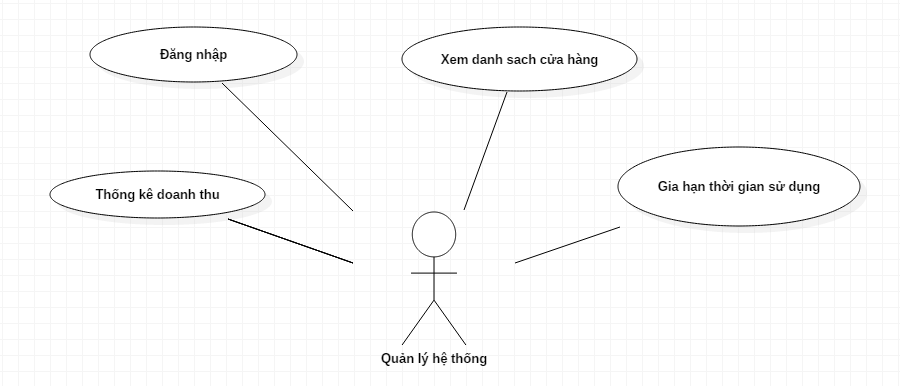 Đăng nhập
Xem danh sach cửa hàng
Thống kê doanh thu
Gia hạn thời gian sử dụng
Quản lý hệ thống